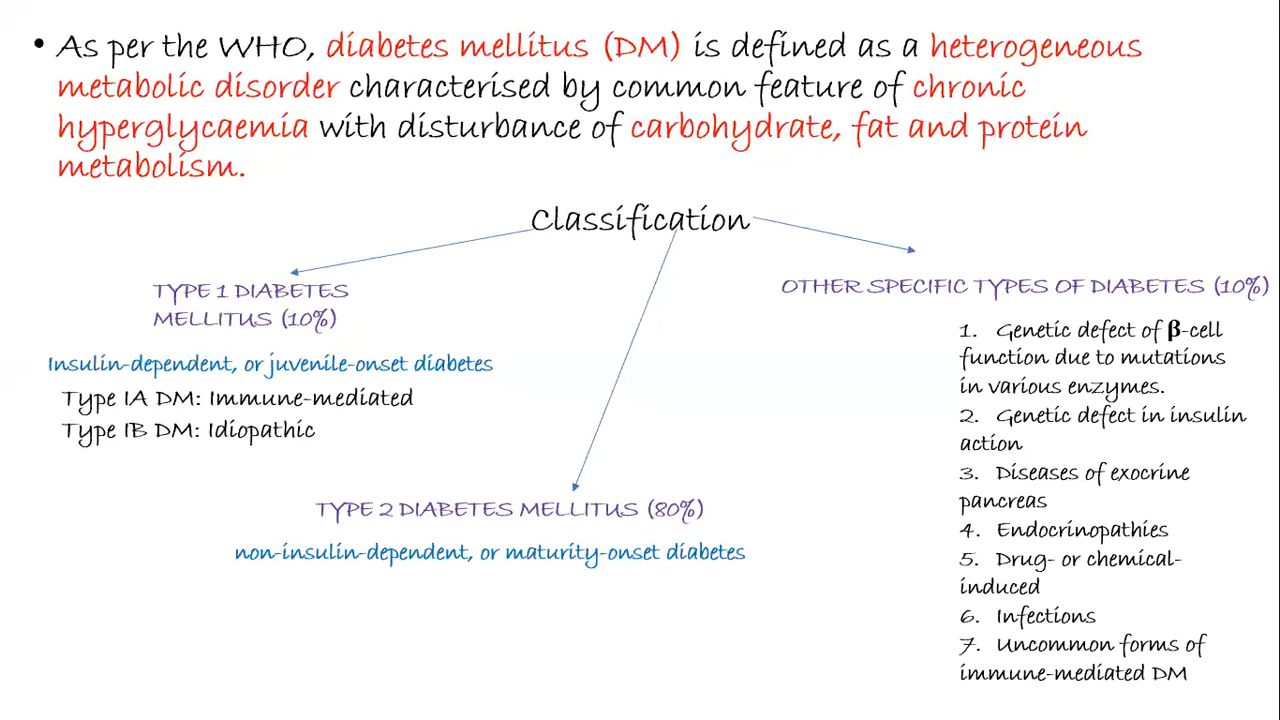 • As per the WHO, diabetes mellitus (DM) is defined as a heterogeneous
metabolic disorder characterised by common feature of chronic
hyperglycaemia with disturbance of carbohydrate, fat and protein
metabolism.
Classification
TYPE 1 DIABETES
MELLITUS (10%)
Insulin-dependent, or juvenile-onset diabetes
Type IA DM: Immune-mediated
Type IB DM: Idiopathic
TYPE 2 DIABETES MELLITUS (80%)
non-insulin-dependent, or maturity-onset diabetes
OTHER SPECIFIC TYPES OF DIABETES (10%)
1. Genetic defect of β-cell
function due to mutations
in various enzymes.
2. Genetic defect in insulin
action
3. Diseases of exocrine
pancreas
4. Endocrinopathies
5. Drug- or chemical-
induced
6. Infections
7. Uncommon forms of
immune-mediated DM